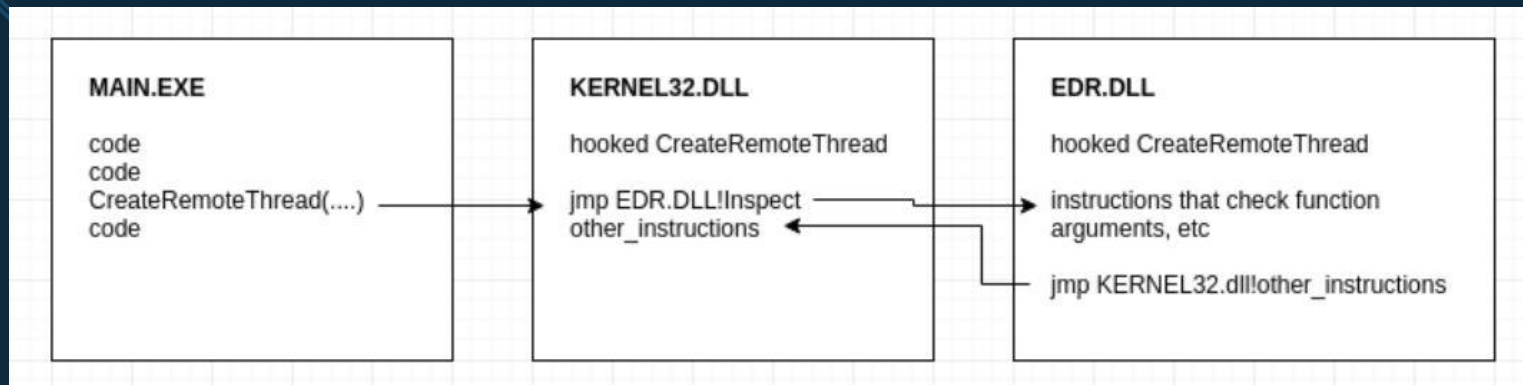 MAIN.EXE
code
code
CreateRemoteThread(....)
code
KERNEL32.DLL
hooked CreateRemoteThread
jmp EDR.DLL!Inspect
other_instructions
EDR.DLL
hooked CreateRemoteThread
instructions that check function
arguments, etc
jmp KERNEL32.dll!other_instructions